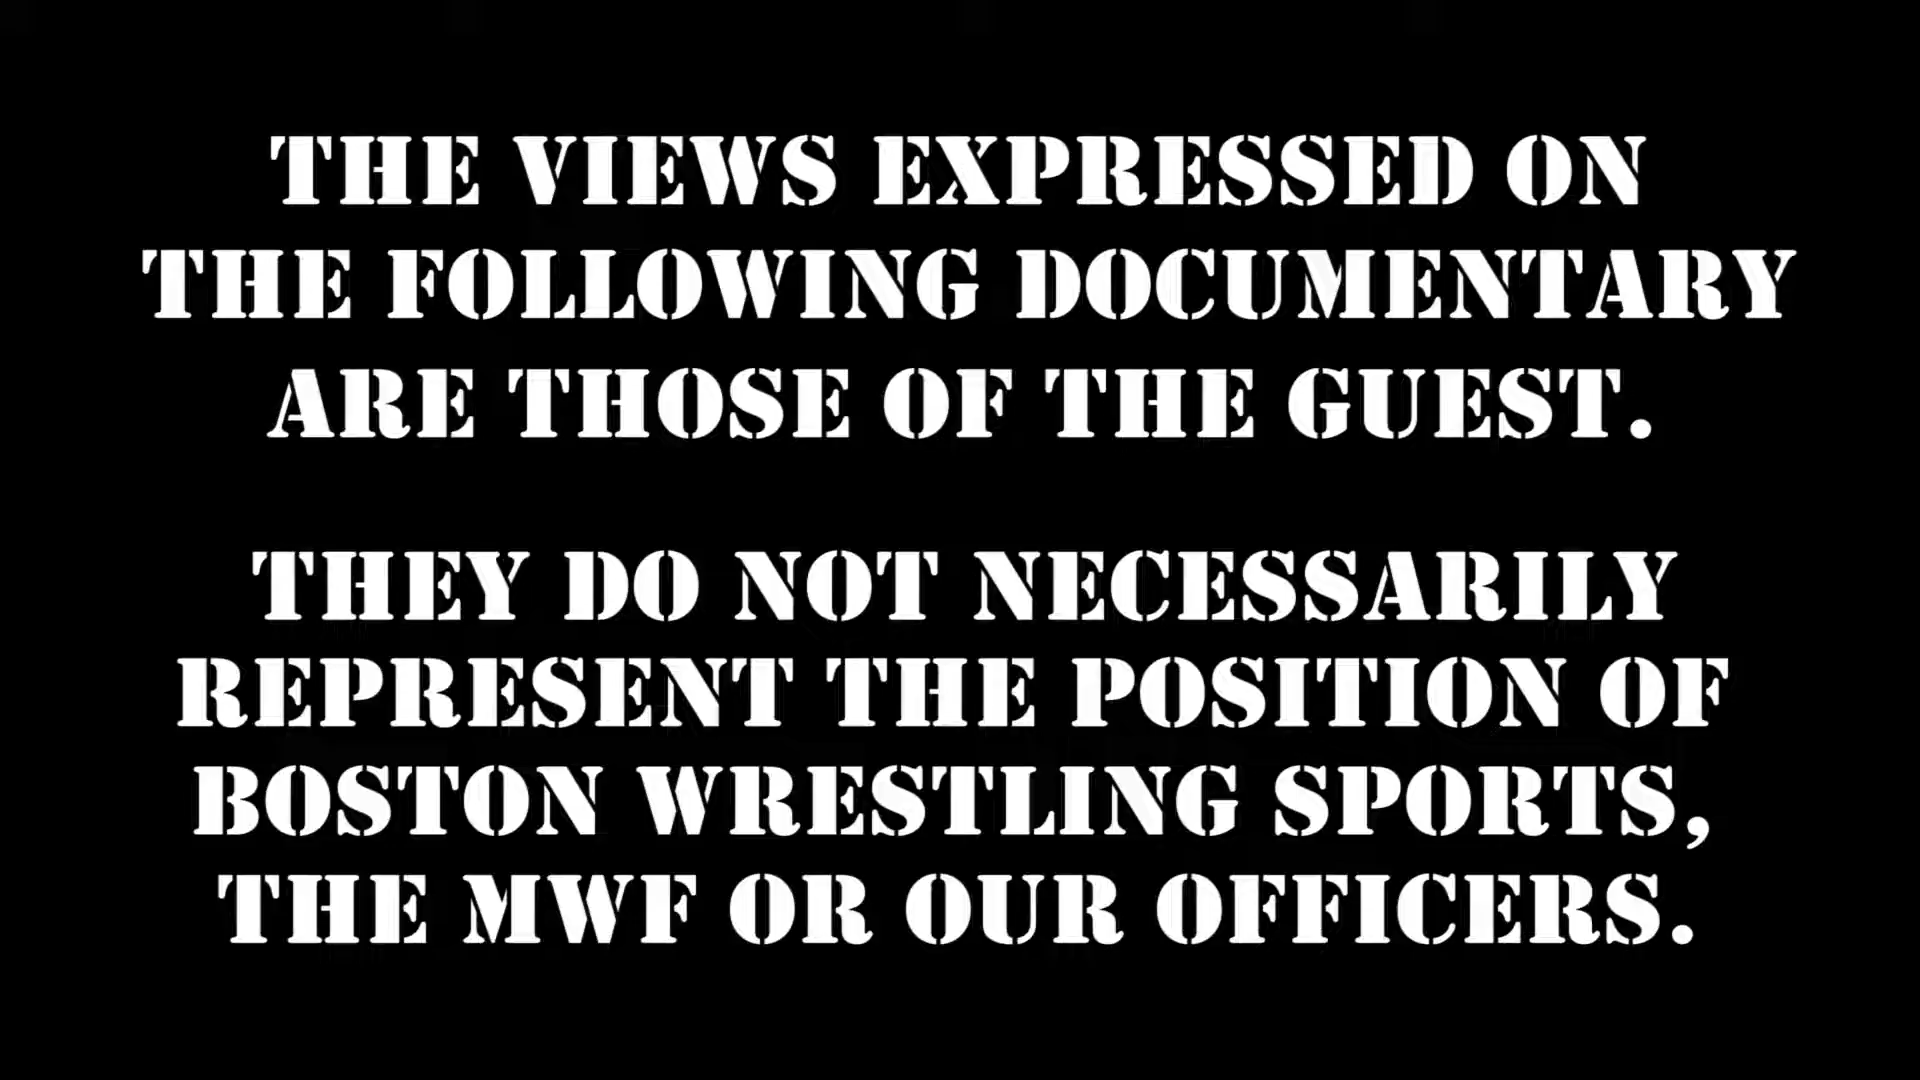 THE VIEWS EXPRESSED ON
THE FOLLOWING DOCUMENTARY
ARE THOSE OF THE GUEST.
THEY DO NOT NECESSARILY
REPRESENT THE POSITION OF
BOSTON WRESTLING SPORTS,
THE MWF OR OUR OFFICERS.